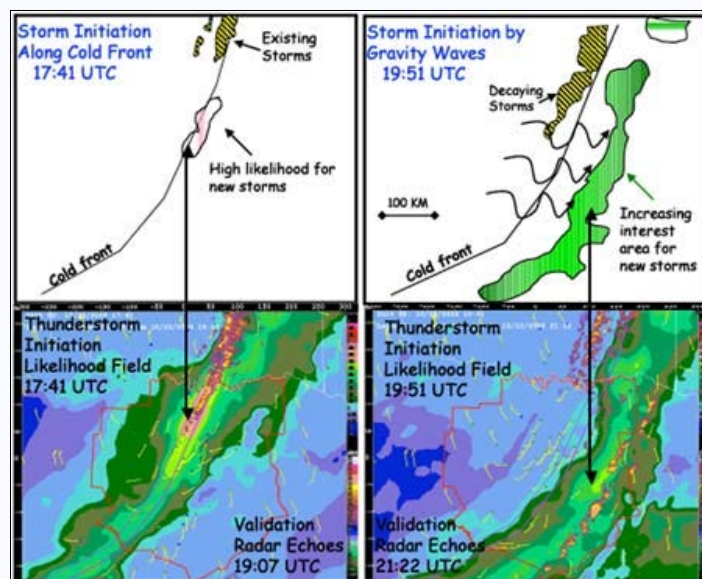 Storm Initiation
Along Cold Front
17:41 UTC
Existing
Storms
High likelihood for
new storms
Cold front
Storm Initiation by
Gravity Waves
19:51 UTC
Decaying
Storms
100 KM
Increasing
interest
area for
new storms
Cold front
Thunderstorm
Initiation
Likelihood Field
17:41 UTC
Validation
Radar Echoes
19:07 UTC
Thunderstorm
Initiation
Likelihood Field
19:51 UTC
Validation
Radar Echoes
21:22 UTC